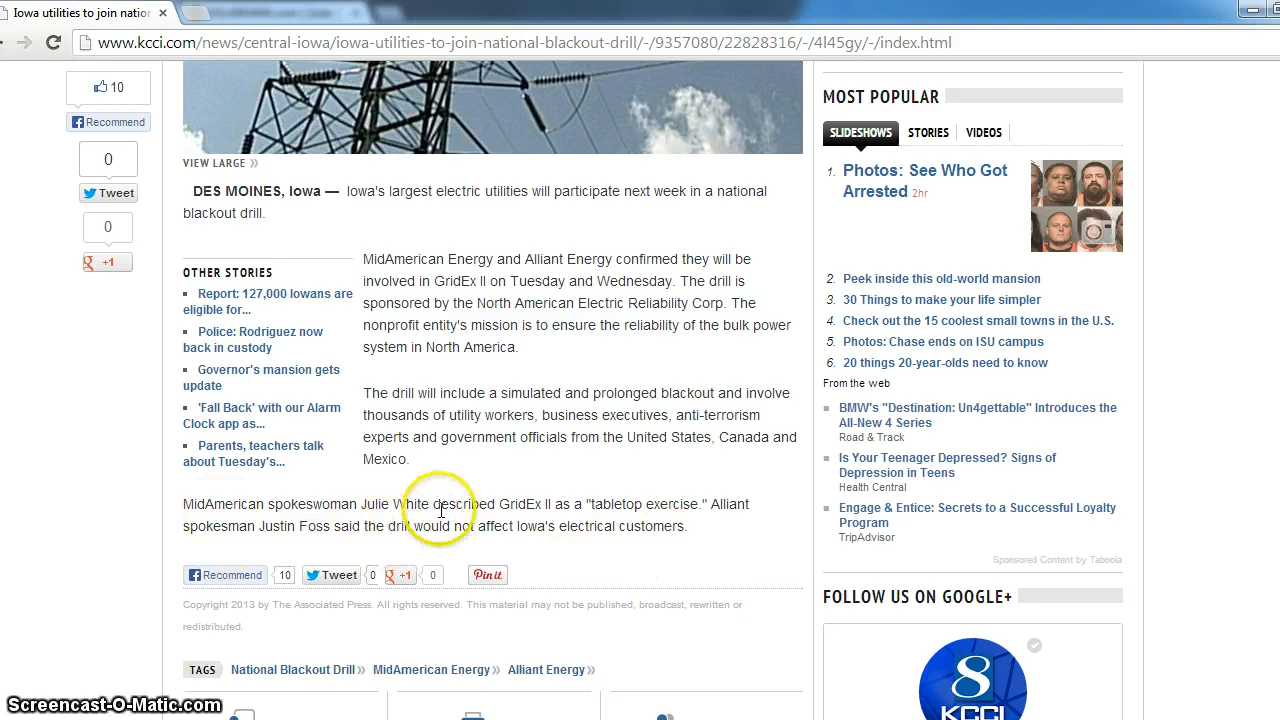 Iowa utilities to join natior
www.kcci.com/news/central-iowa/iowa-utilities-to-join-national-blackout-drill/-/9357080/22828316/-/4l45gy/-/index.html
10
Recommend
0
Tweet
0
+1
VIEW LARGE »
DES MOINES, Iowa — Iowa's largest electric utilities will participate next week in a national
blackout drill.
OTHER STORIES
Report: 127,000 Iowans are
eligible for...
Police: Rodriguez now
back in custody
Governor's mansion gets
update
'Fall Back' with our Alarm
Clock app as...
Parents, teachers talk
about Tuesday's...
MidAmerican Energy and Alliant Energy confirmed they will be
involved in GridEx II on Tuesday and Wednesday. The drill is
sponsored by the North American Electric Reliability Corp. The
nonprofit entity's mission is to ensure the reliability of the bulk power
system in North America.
The drill will include a simulated and prolonged blackout and involve
thousands of utility workers, business executives, anti-terrorism
experts and government officials from the United States, Canada and
Mexico.
MidAmerican spokeswoman Julie White described GridEx II as a "tabletop exercise." Alliant
spokesman Justin Foss said the drill would not affect Iowa's electrical customers.
Recommend 10 Tweet 0 +1 0 Pin it
Copyright 2013 by The Associated Press. All rights reserved. This material may not be published, broadcast, rewritten or
redistributed.
TAGS National Blackout Drill » MidAmerican Energy » Alliant Energy »
MOST POPULAR
SLIDESHOWS STORIES VIDEOS
1. Photos: See Who Got
Arrested 2hr
2. Peek inside this old-world mansion
3. 30 Things to make your life simpler
4. Check out the 15 coolest small towns in the U.S.
5. Photos: Chase ends on ISU campus
6. 20 things 20-year-olds need to know
From the web
BMW's "Destination: Un4gettable" Introduces the
All-New 4 Series
Road & Track
Is Your Teenager Depressed? Signs of
Depression in Teens
Health Central
Engage & Entice: Secrets to a Successful Loyalty
Program
TripAdvisor
Sponsored Content by Taboola
FOLLOW US ON GOOGLE+
8
KCCI
Screencast-O-Matic.com